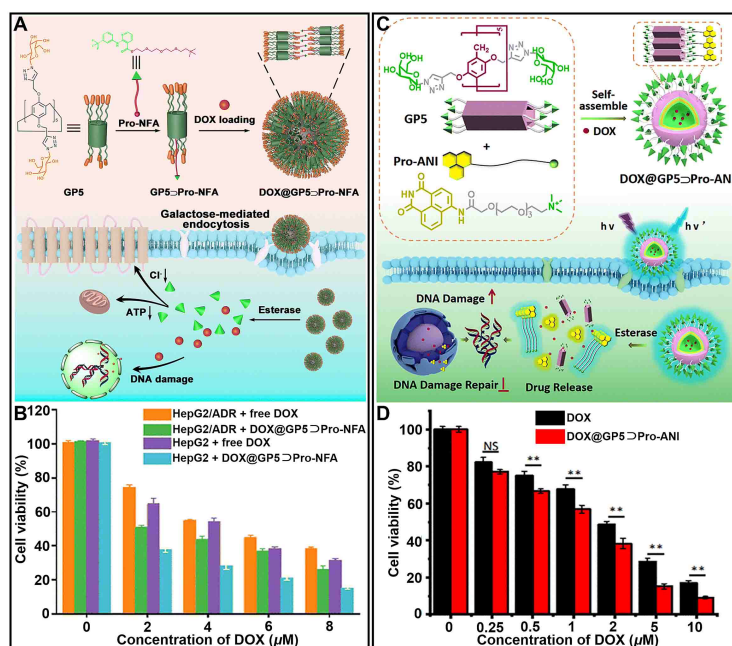 A
Pro-NFA
DOX loading
GP5
GP5⊃Pro-NFA
DOX@GP5⊃Pro-NFA
Galactose-mediated
endocytosis
Cl⁻
ATP
Esterase
DNA damage
B
HepG2/ADR + free DOX
HepG2/ADR + DOX@GP5⊃Pro-NFA
HepG2 + free DOX
HepG2 + DOX@GP5⊃Pro-NFA
Cell viability (%)
120
100
80
60
40
20
0
0 2 4 6 8
Concentration of DOX (μM)
C
GP5
+
Pro-ANI
Self-
assemble
DOX
DOX@GP5⊃Pro-ANI
hν
hν'
DNA Damage
Esterase
DNA Damage Repair
Drug Release
D
DOX
DOX@GP5⊃Pro-ANI
NS
**
**
**
**
**
Cell viability (%)
100
80
60
40
20
0
0 0.25 0.5 1 2 5 10
Concentration of DOX (μM)